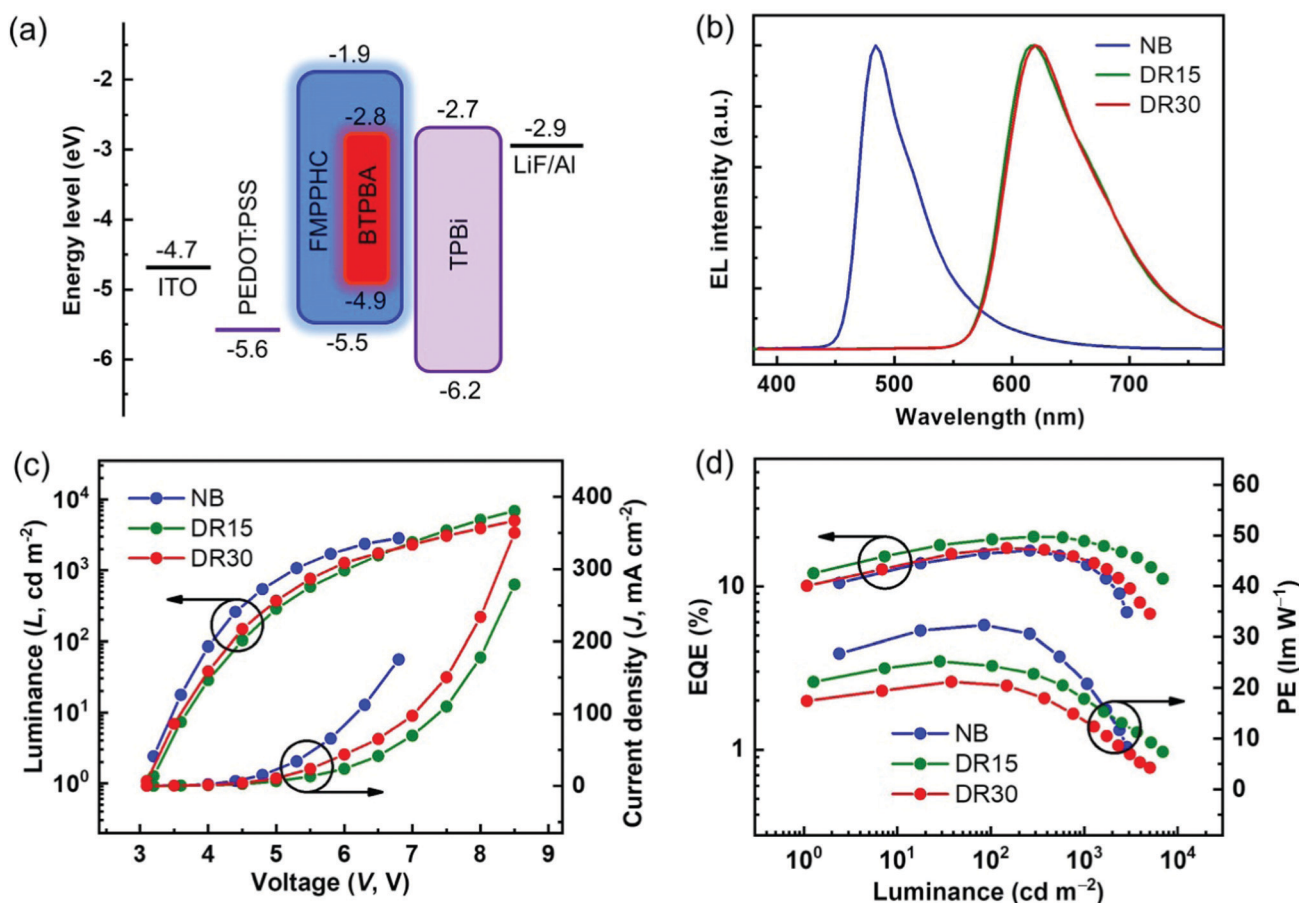 (a)
Energy level (eV)
-2
-3
-4
-5
-6
-4.7
ITO
PEDOT:PSS
-5.6
-1.9
FMPPHC
-5.5
-2.8
BTPBA
-4.9
-2.7
TPBi
-6.2
-2.9
LiF/Al
(b)
EL intensity (a.u.)
NB
DR15
DR30
400 500 600 700
Wavelength (nm)
(c)
Luminance (L, cd m⁻²)
10⁴
10³
10²
10¹
10⁰
NB
DR15
DR30
400
300
200
100
0
Current density (J, mA cm⁻²)
3 4 5 6 7 8 9
Voltage (V, V)
(d)
EQE (%)
10
1
NB
DR15
DR30
60
50
40
30
20
10
0
PE (lm W⁻¹)
10⁰ 10¹ 10² 10³ 10⁴
Luminance (cd m⁻²)